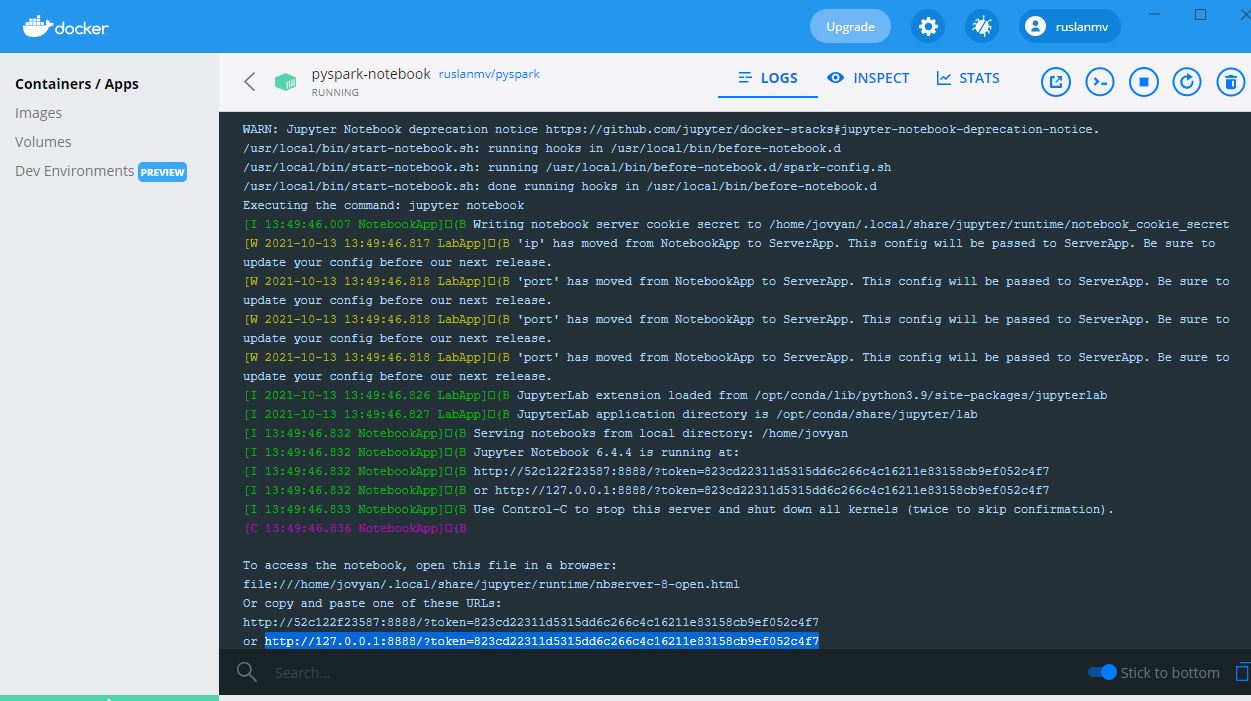 docker
Upgrade
ruslanmv
Containers / Apps
Images
Volumes
Dev Environments PREVIEW
pyspark-notebook ruslanmv/pyspark
RUNNING
LOGS
INSPECT
STATS
WARN: Jupyter Notebook deprecation notice https://github.com/jupyter/docker-stacks#jupyter-notebook-deprecation-notice.
/usr/local/bin/start-notebook.sh: running hooks in /usr/local/bin/before-notebook.d
/usr/local/bin/start-notebook.sh: running /usr/local/bin/before-notebook.d/spark-config.sh
/usr/local/bin/start-notebook.sh: done running hooks in /usr/local/bin/before-notebook.d
Executing the command: jupyter notebook
[I 13:49:46.007 NotebookApp]□(B Writing notebook server cookie secret to /home/jovyan/.local/share/jupyter/runtime/notebook_cookie_secret
[W 2021-10-13 13:49:46.817 LabApp]□(B 'ip' has moved from NotebookApp to ServerApp. This config will be passed to ServerApp. Be sure to
update your config before our next release.
[W 2021-10-13 13:49:46.818 LabApp]□(B 'port' has moved from NotebookApp to ServerApp. This config will be passed to ServerApp. Be sure to
update your config before our next release.
[W 2021-10-13 13:49:46.818 LabApp]□(B 'port' has moved from NotebookApp to ServerApp. This config will be passed to ServerApp. Be sure to
update your config before our next release.
[W 2021-10-13 13:49:46.818 LabApp]□(B 'port' has moved from NotebookApp to ServerApp. This config will be passed to ServerApp. Be sure to
update your config before our next release.
[I 2021-10-13 13:49:46.826 LabApp]□(B JupyterLab extension loaded from /opt/conda/lib/python3.9/site-packages/jupyterlab
[I 2021-10-13 13:49:46.827 LabApp]□(B JupyterLab application directory is /opt/conda/share/jupyter/lab
[I 13:49:46.832 NotebookApp]□(B Serving notebooks from local directory: /home/jovyan
[I 13:49:46.832 NotebookApp]□(B Jupyter Notebook 6.4.4 is running at:
[I 13:49:46.832 NotebookApp]□(B http://52c122f23587:8888/?token=823cd22311d5315dd6c266c4c16211e83158cb9ef052c4f7
[I 13:49:46.832 NotebookApp]□(B or http://127.0.0.1:8888/?token=823cd22311d5315dd6c266c4c16211e83158cb9ef052c4f7
[I 13:49:46.833 NotebookApp]□(B Use Control-C to stop this server and shut down all kernels (twice to skip confirmation).
[C 13:49:46.836 NotebookApp]□(B
To access the notebook, open this file in a browser:
file:///home/jovyan/.local/share/jupyter/runtime/nbserver-8-open.html
Or copy and paste one of these URLs:
http://52c122f23587:8888/?token=823cd22311d5315dd6c266c4c16211e83158cb9ef052c4f7
or http://127.0.0.1:8888/?token=823cd22311d5315dd6c266c4c16211e83158cb9ef052c4f7
Search...
Stick to bottom